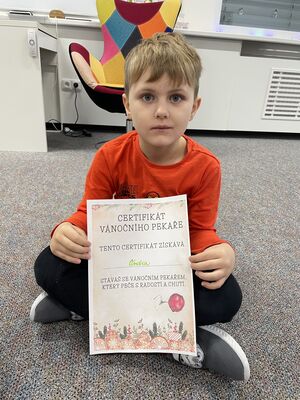 CERTIFIKÁT
VÁNOČNÍHO PEKAŘE
TENTO CERTIFIKÁT ZÍSKÁVÁ
STÁVÁŠ SE VÁNOČNÍM PEKAŘEM,
KTERÝ PEČE S RADOSTÍ A CHUTÍ.